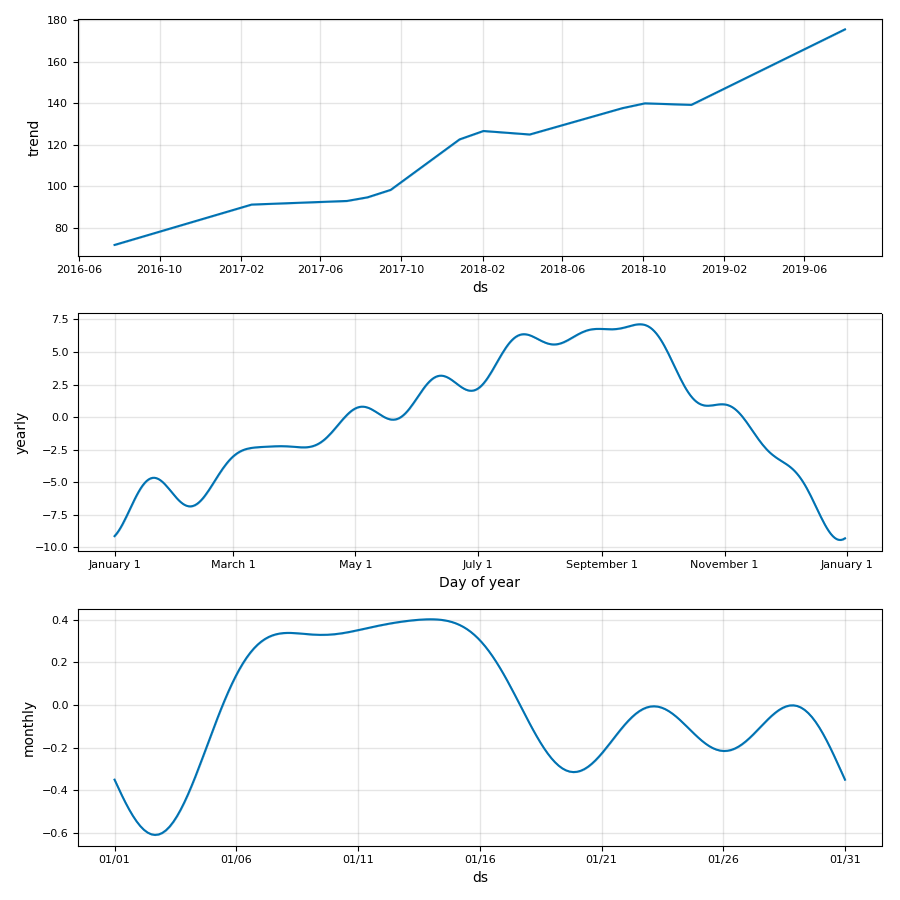 180
160
140
120
100
80
trend
2016-06 2016-10 2017-02 2017-06 2017-10 2018-02 2018-06 2018-10 2019-02 2019-06
ds
7.5
5.0
2.5
0.0
−2.5
−5.0
−7.5
−10.0
yearly
January 1 March 1 May 1 July 1 September 1 November 1 January 1
Day of year
0.4
0.2
0.0
−0.2
−0.4
−0.6
monthly
01/01 01/06 01/11 01/16 01/21 01/26 01/31
ds